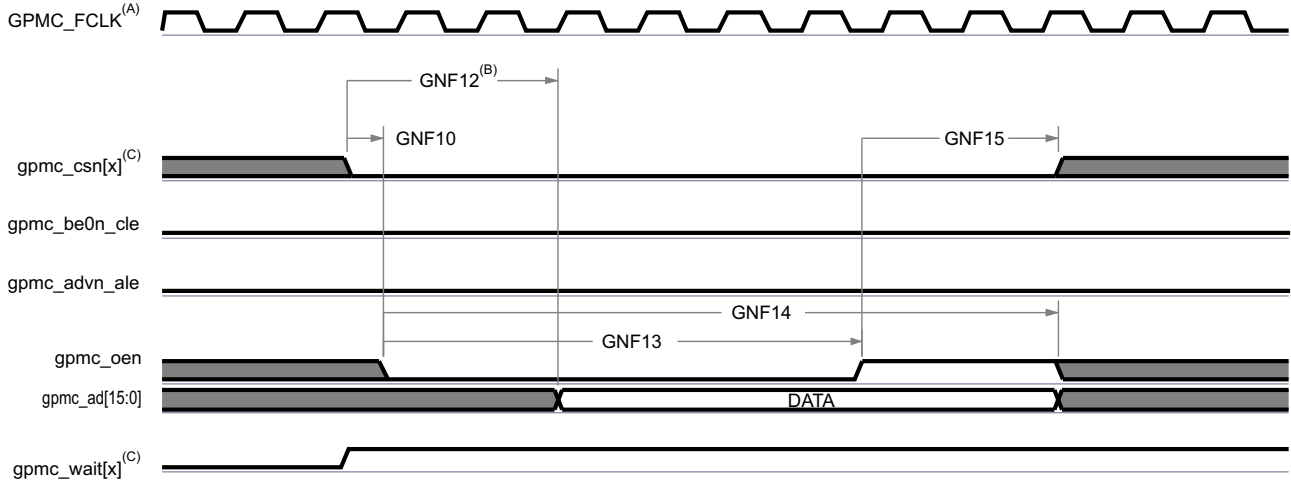 GPMC_FCLK(A)
GNF12(B)
GNF10
GNF15
gpmc_csn[x](C)
gpmc_be0n_cle
gpmc_advn_ale
GNF14
GNF13
gpmc_oen
gpmc_ad[15:0]
DATA
gpmc_wait[x](C)